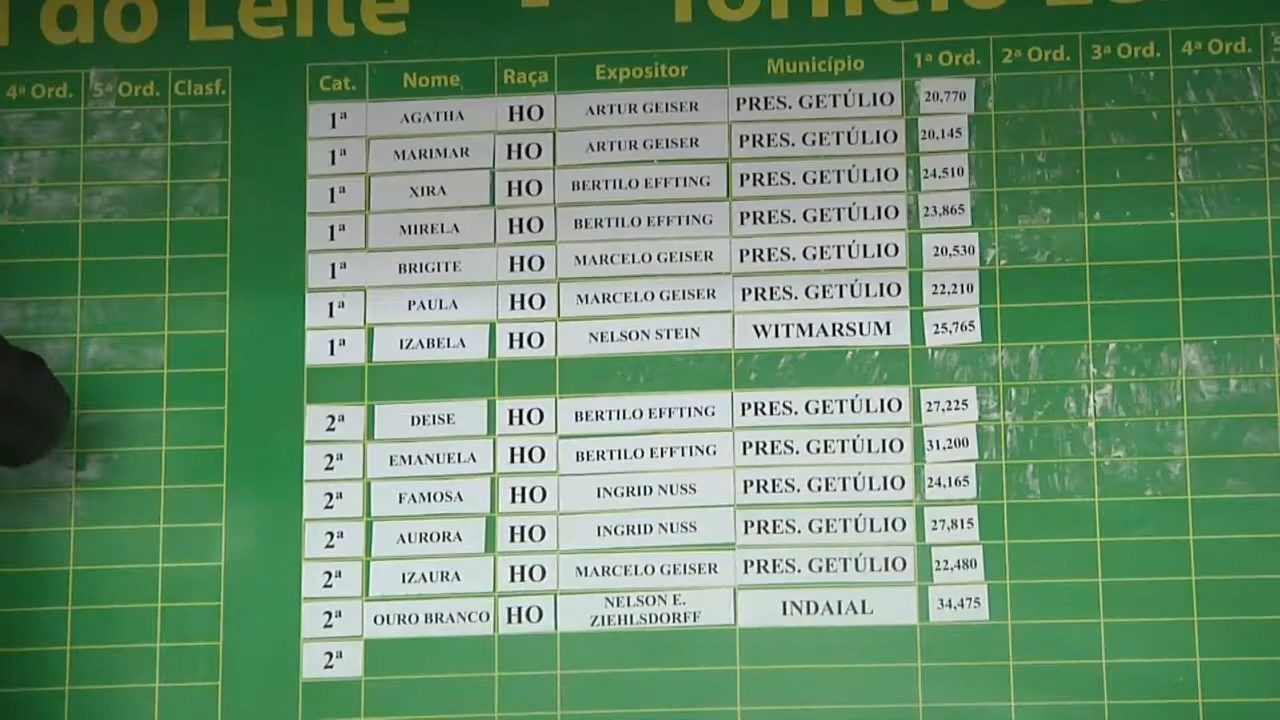 do Leite - Torneio
4ª Ord. 5ª Ord. Clasf.
Cat. Nome Raça Expositor Município 1ª Ord. 2ª Ord. 3ª Ord. 4ª Ord.
1ª AGATHA HO ARTUR GEISER PRES. GETÚLIO 20,770
1ª MARIMAR HO ARTUR GEISER PRES. GETÚLIO 20,145
1ª XIRA HO BERTILO EFFTING PRES. GETÚLIO 24,510
1ª MIRELA HO BERTILO EFFTING PRES. GETÚLIO 23,865
1ª BRIGITE HO MARCELO GEISER PRES. GETÚLIO 20,530
1ª PAULA HO MARCELO GEISER PRES. GETÚLIO 22,210
1ª IZABELA HO NELSON STEIN WITMARSUM 25,765
2ª DEISE HO BERTILO EFFTING PRES. GETÚLIO 27,225
2ª EMANUELA HO BERTILO EFFTING PRES. GETÚLIO 31,200
2ª FAMOSA HO INGRID NUSS PRES. GETÚLIO 24,165
2ª AURORA HO INGRID NUSS PRES. GETÚLIO 27,815
2ª IZAURA HO MARCELO GEISER PRES. GETÚLIO 22,480
2ª OURO BRANCO HO NELSON E. ZIEHLSDORFF INDAIAL 34,475
2ª